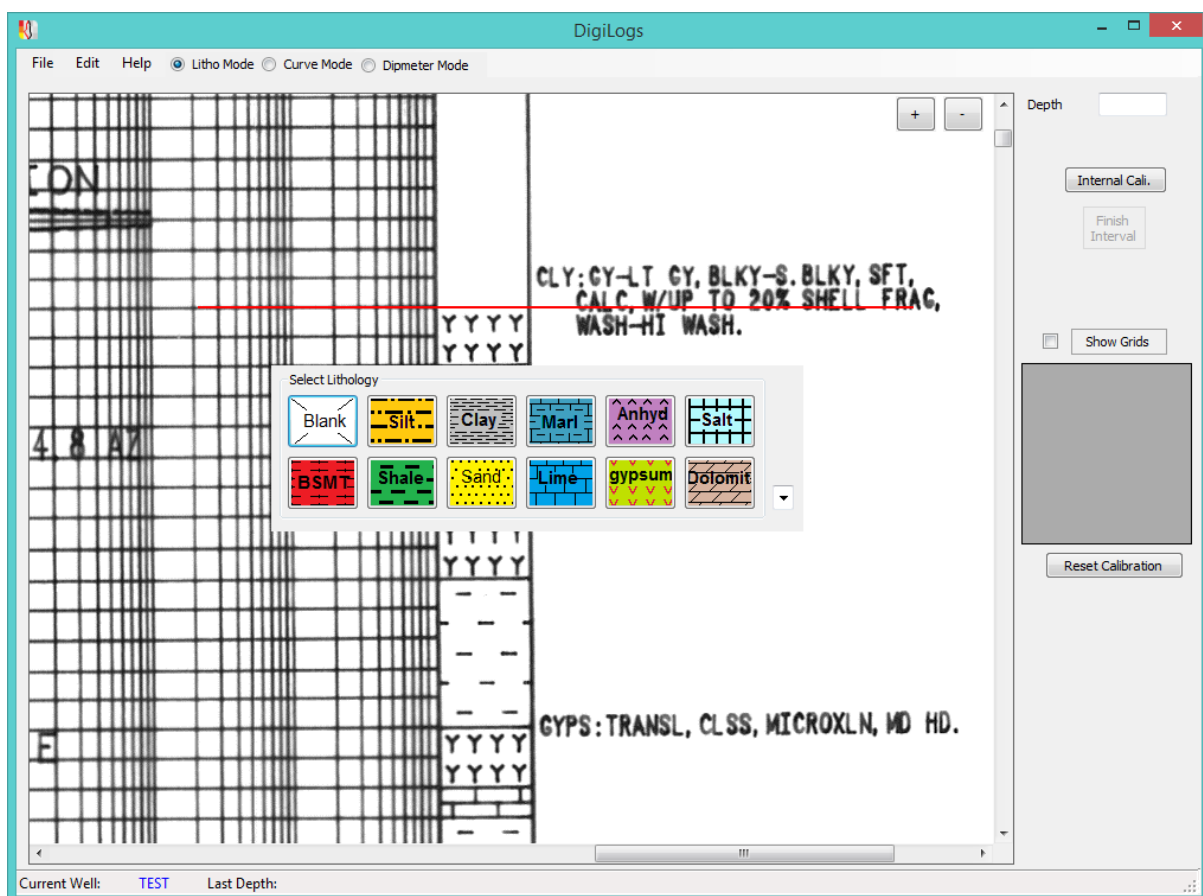 DigiLogs
File Edit Help Litho Mode Curve Mode Dipmeter Mode
+ -
Depth
Internal Cali.
Finish
Interval
ION
CLY:GY-LT GY, BLKY-S.BLKY, SFT,
CALC, W/UP TO 20% SHELL FRAG,
WASH-HI WASH.
Y Y Y Y
Y Y Y Y
Show Grids
Select Lithology
Blank Silt Clay Marl Anhyd Salt
BSMT Shale Sand Lime gypsum Dolomit
4.8 AZ
Y Y Y Y
Reset Calibration
GYPS:TRANSL, CLSS, MICROXLN, MD HD.
E
Y Y Y Y
Y Y Y Y
Current Well: TEST Last Depth: